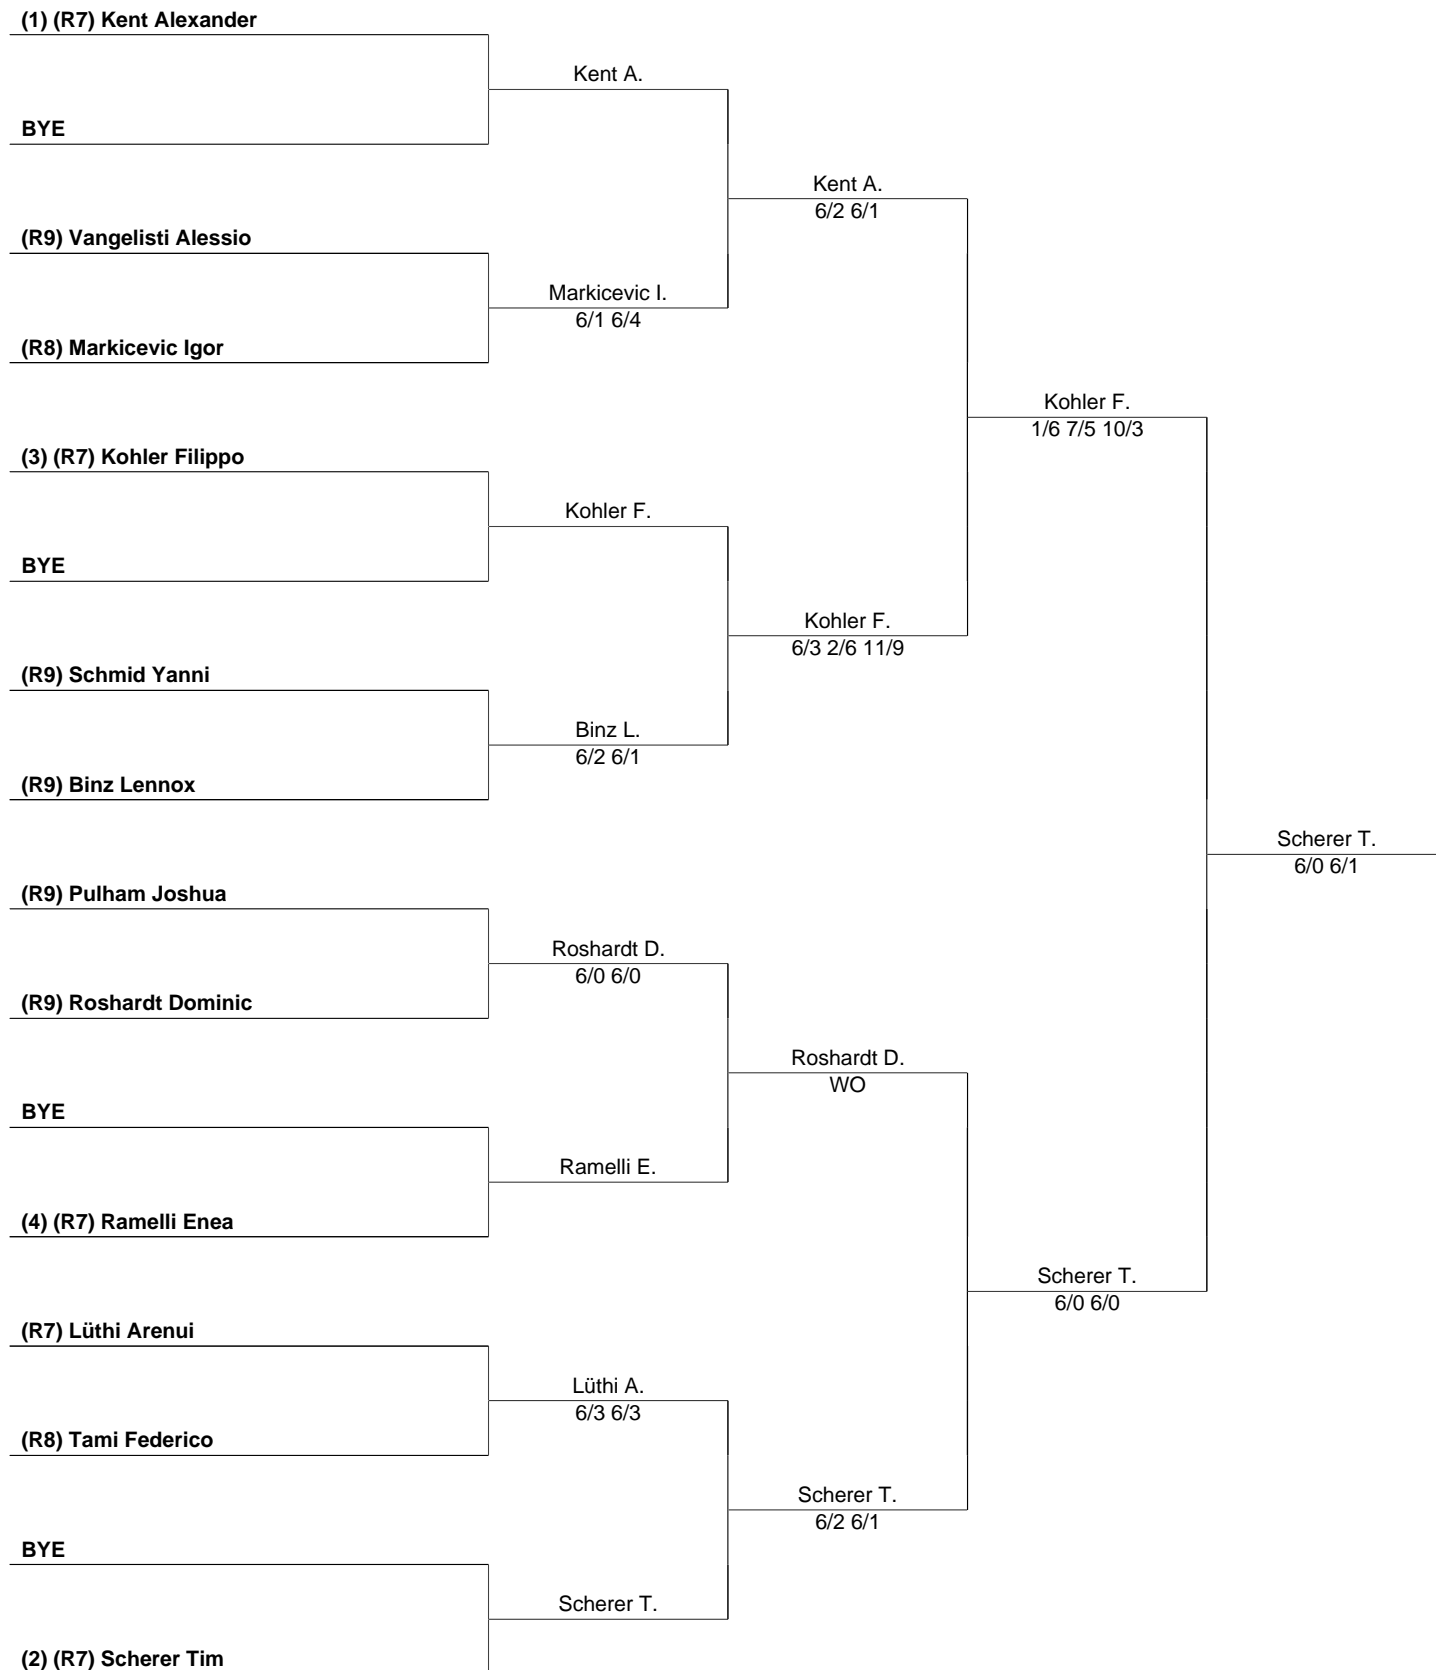 (1) (R7) Kent Alexander
Kent A.
BYE
Kent A.
6/2 6/1
(R9) Vangelisti Alessio
Markicevic I.
6/1 6/4
(R8) Markicevic Igor
Kohler F.
1/6 7/5 10/3
(3) (R7) Kohler Filippo
Kohler F.
BYE
Kohler F.
6/3 2/6 11/9
(R9) Schmid Yanni
Binz L.
6/2 6/1
(R9) Binz Lennox
Scherer T.
6/0 6/1
(R9) Pulham Joshua
Roshardt D.
6/0 6/0
(R9) Roshardt Dominic
Roshardt D.
WO
BYE
Ramelli E.
(4) (R7) Ramelli Enea
Scherer T.
6/0 6/0
(R7) Lüthi Arenui
Lüthi A.
6/3 6/3
(R8) Tami Federico
Scherer T.
6/2 6/1
BYE
Scherer T.
(2) (R7) Scherer Tim